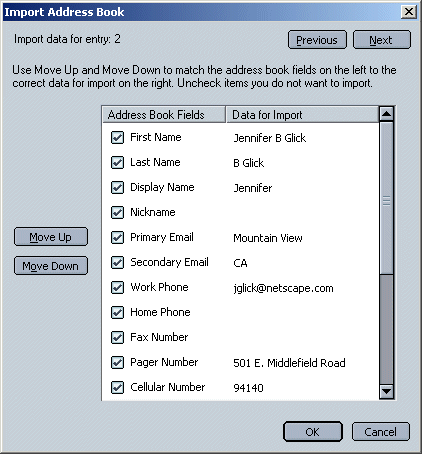 Import Address Book
Import data for entry: 2
Previous
Next
Use Move Up and Move Down to match the address book fields on the left to the
correct data for import on the right. Uncheck items you do not want to import.
Address Book Fields Data for Import
First Name Jennifer B Glick
Last Name B Glick
Display Name Jennifer
Nickname
Primary Email Mountain View
Secondary Email CA
Work Phone jglick@netscape.com
Home Phone
Fax Number
Pager Number 501 E. Middlefield Road
Cellular Number 94140
Move Up
Move Down
OK
Cancel